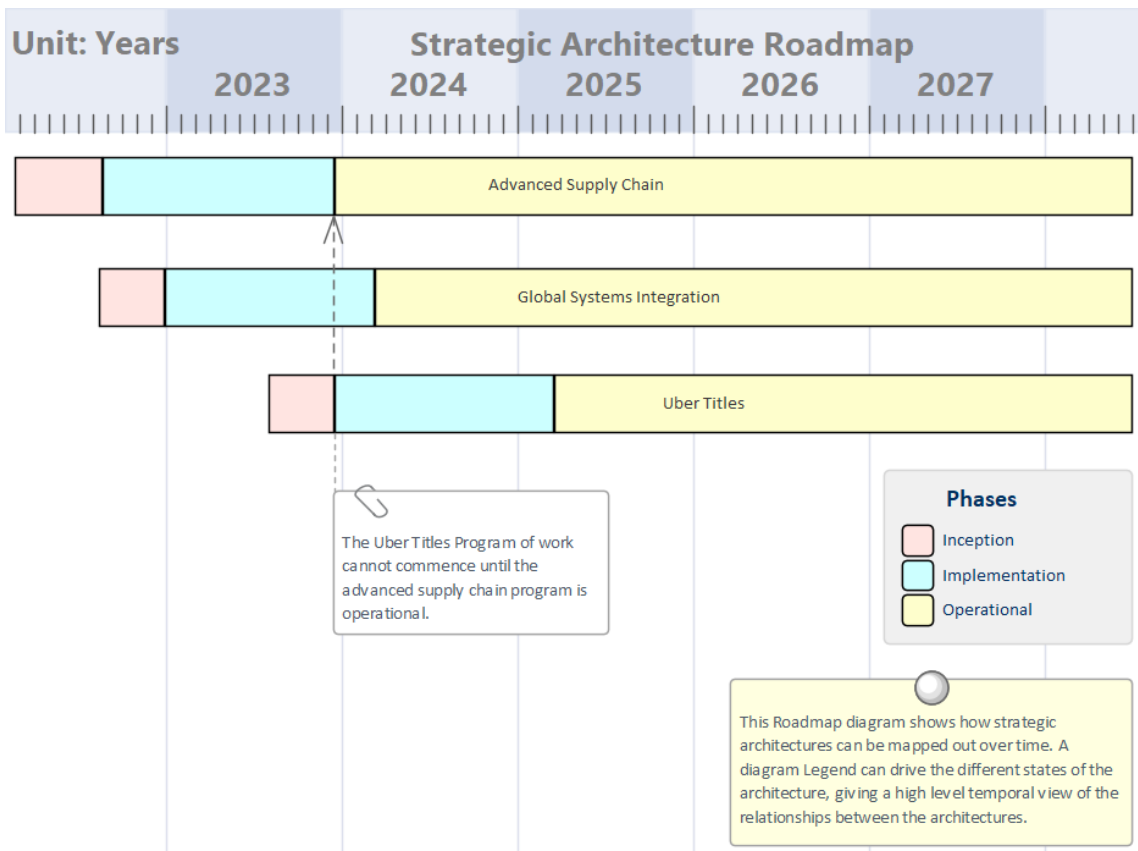 Unit: Years
Strategic Architecture Roadmap
2023 2024 2025 2026 2027
Advanced Supply Chain
Global Systems Integration
Uber Titles
The Uber Titles Program of work
cannot commence until the
advanced supply chain program is
operational.
Phases
Inception
Implementation
Operational
This Roadmap diagram shows how strategic
architectures can be mapped out over time. A
diagram Legend can drive the different states of the
architecture, giving a high level temporal view of the
relationships between the architectures.